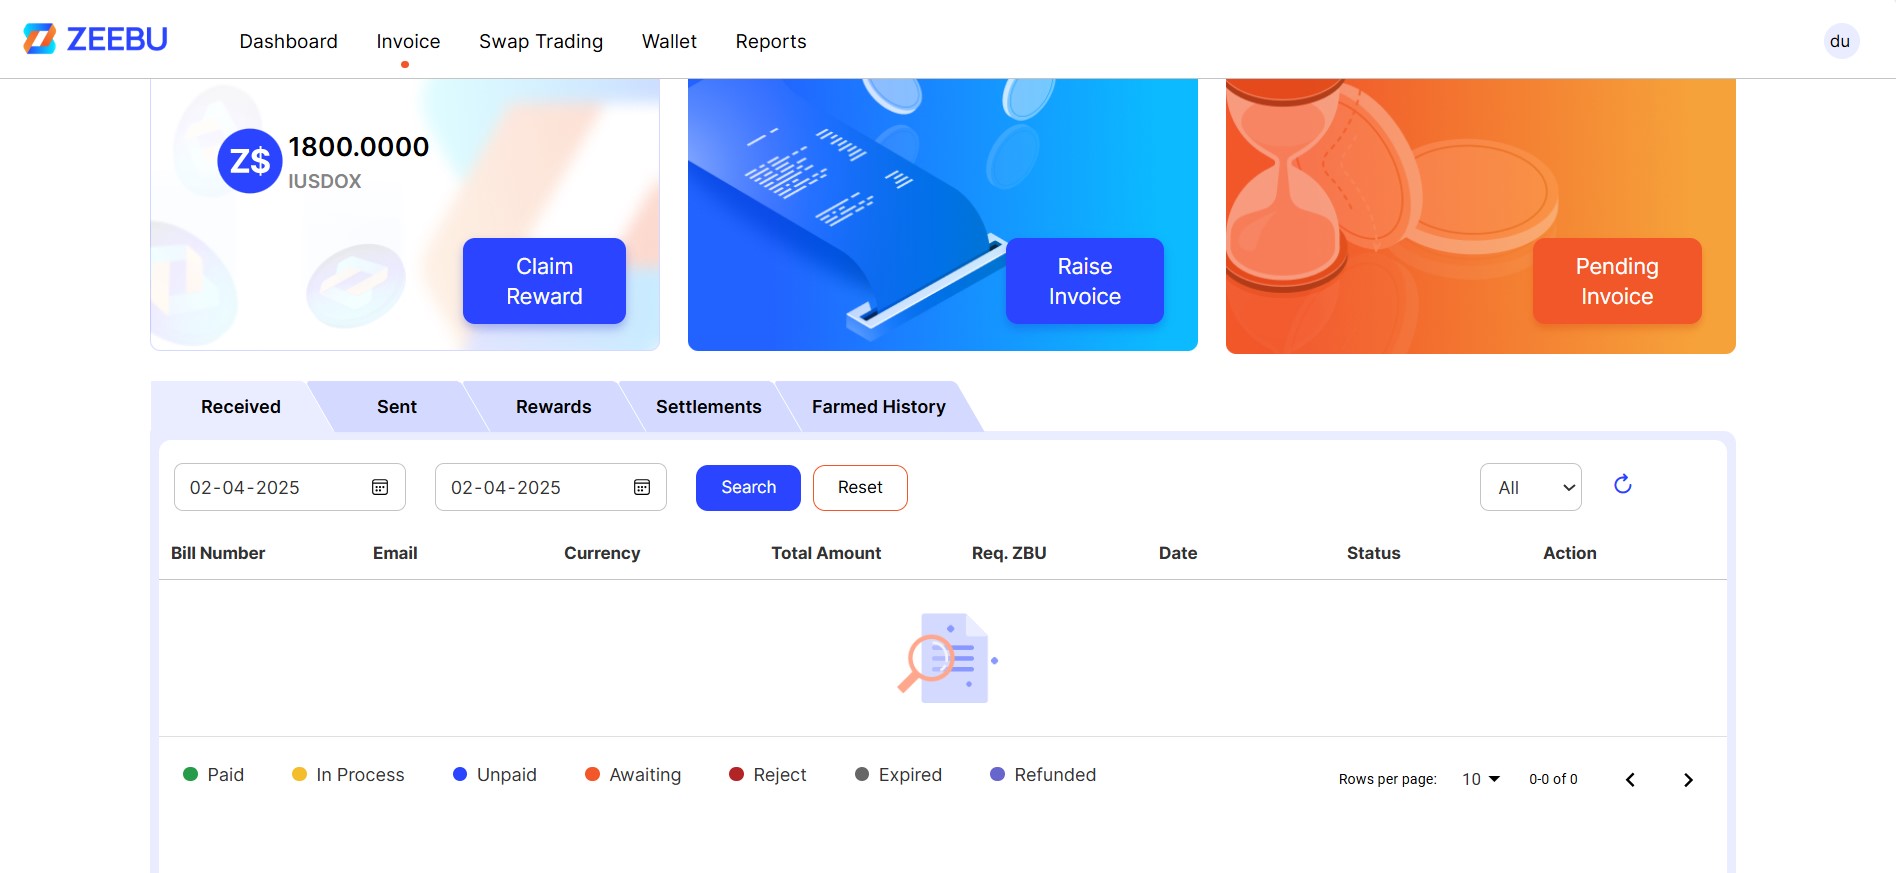 ZEEBU
Dashboard Invoice Swap Trading Wallet Reports du
Z$ 1800.0000
IUSDOX
Claim
Reward
Raise
Invoice
Pending
Invoice
Received Sent Rewards Settlements Farmed History
02-04-2025 02-04-2025 Search Reset All
Bill Number Email Currency Total Amount Req. ZBU Date Status Action
Paid In Process Unpaid Awaiting Reject Expired Refunded Rows per page: 10 0-0 of 0